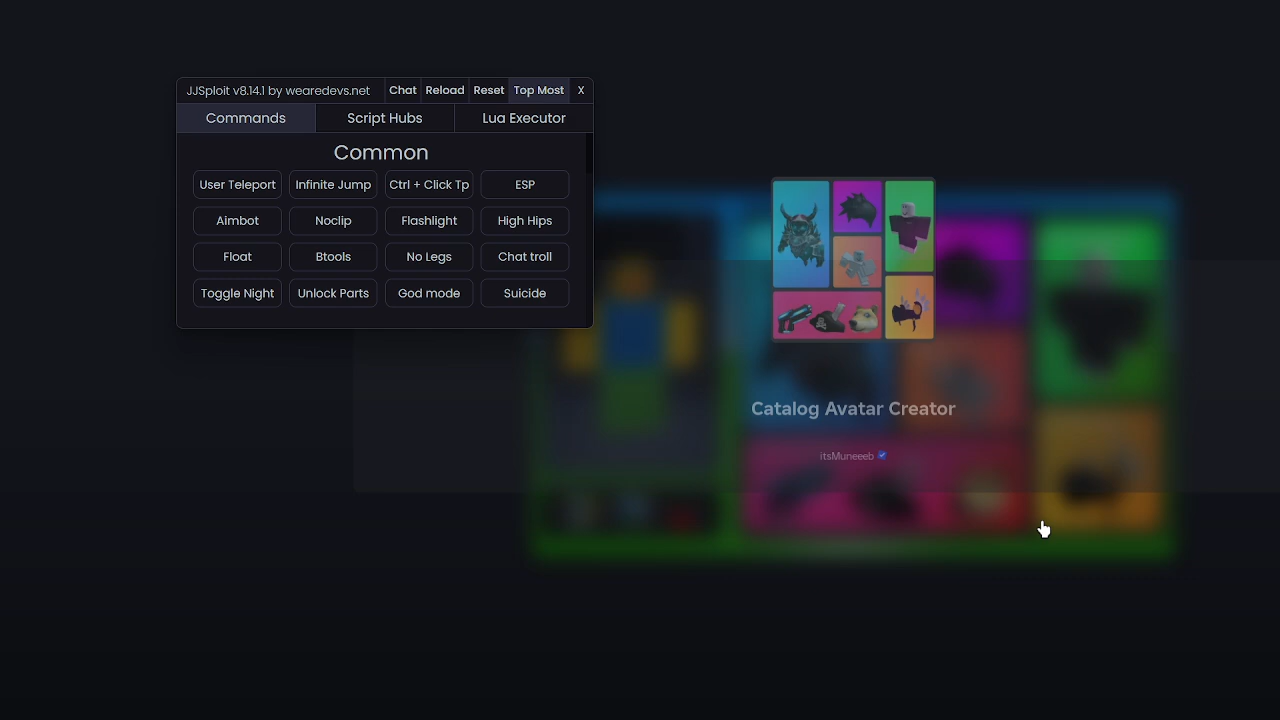 JJSploit v8.14.1 by wearedevs.net Chat Reload Reset Top Most X
Commands Script Hubs Lua Executor
Common
User Teleport Infinite Jump Ctrl + Click Tp ESP
Aimbot Noclip Flashlight High Hips
Float Btools No Legs Chat troll
Toggle Night Unlock Parts God mode Suicide
Catalog Avatar Creator
itsMuneeeb